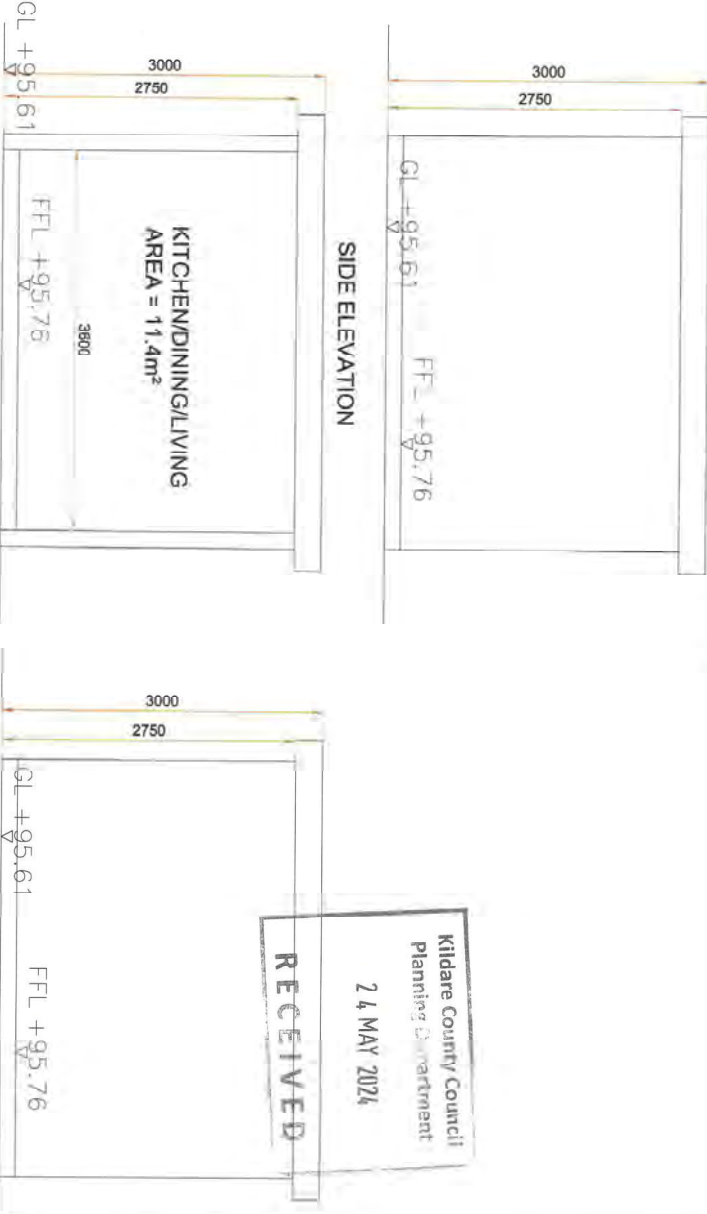 3000
2750
GL +95.61
FFL +95.76
SIDE ELEVATION
3000
2750
GL +95.61
FFL +95.76
3600
KITCHEN/DINING/LIVING
AREA = 11.4m²
3000
2750
GL +95.61
FFL +95.76
Kildare County Council
Planning
24 MAY 2024
RECEIVED